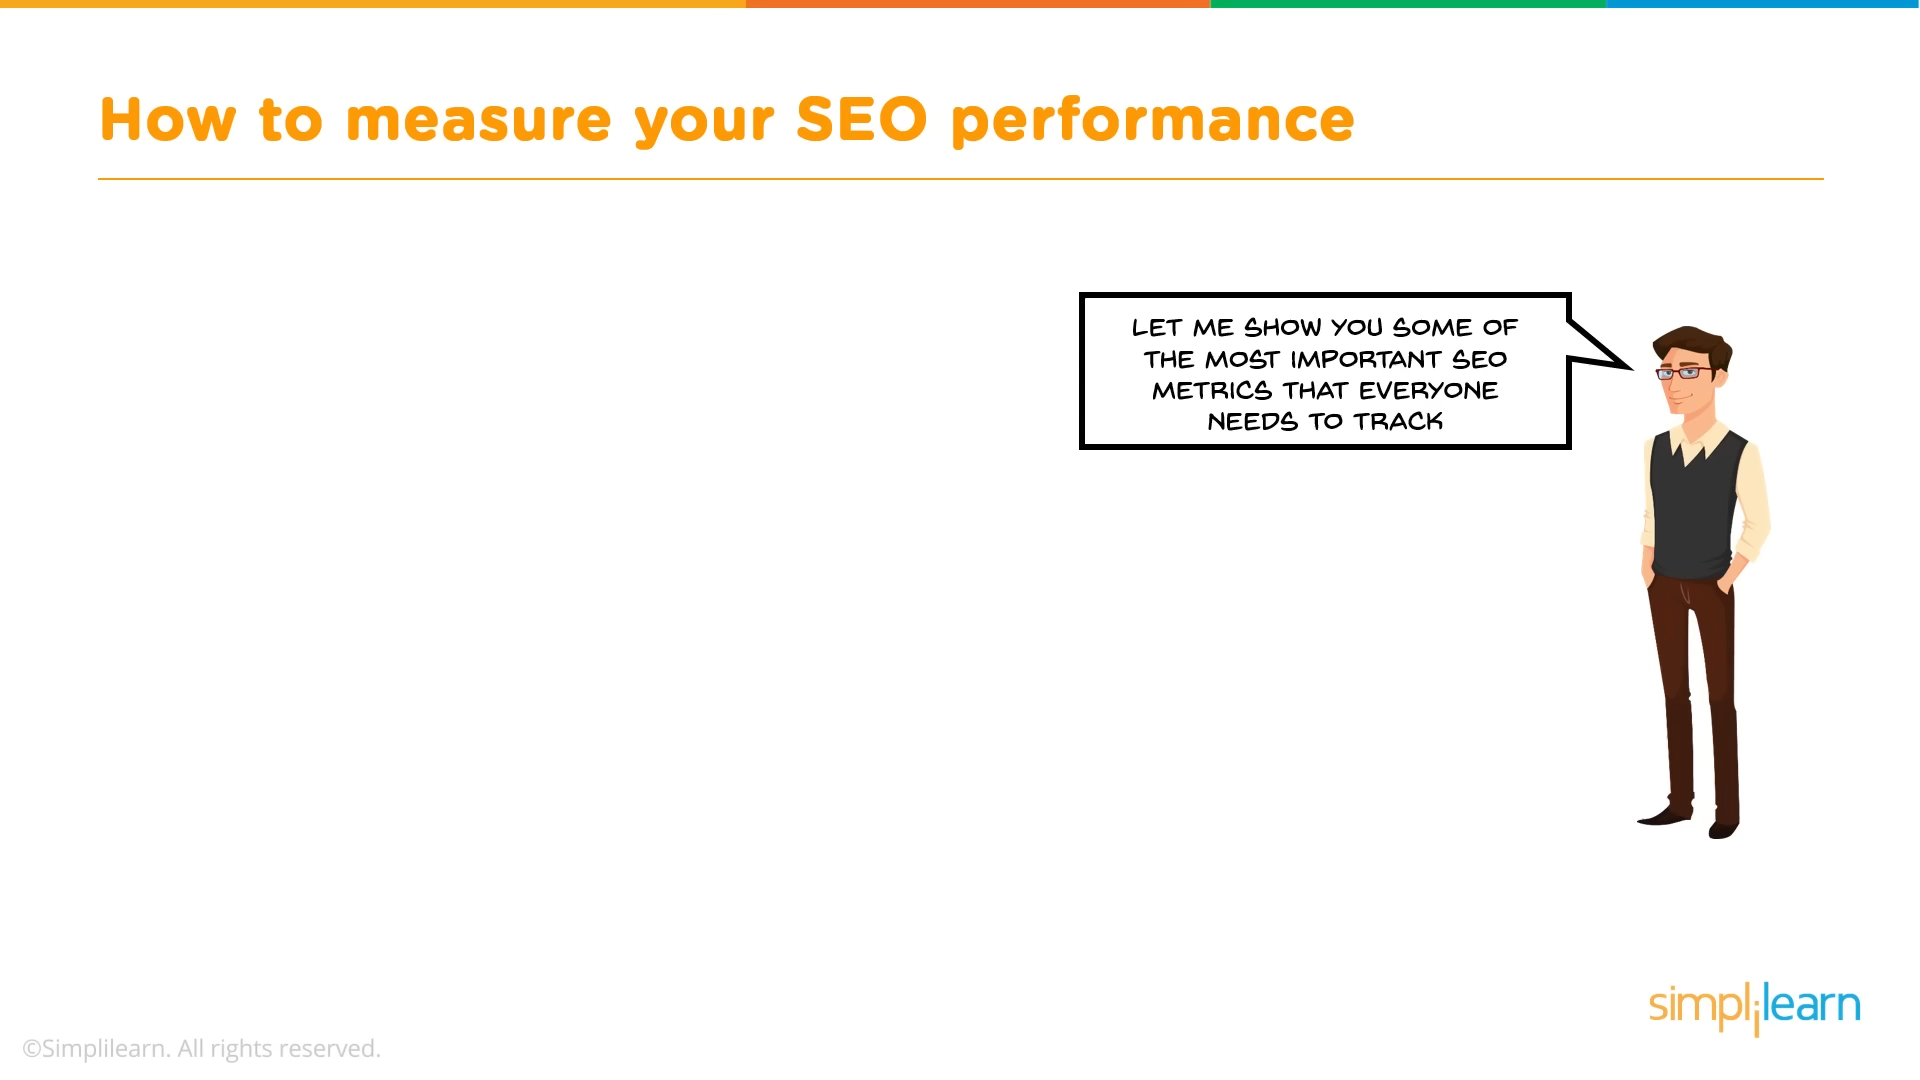 How to measure your SEO performance
LET ME SHOW YOU SOME OF
THE MOST IMPORTANT SEO
METRICS THAT EVERYONE
NEEDS TO TRACK
simplilearn
©Simplilearn. All rights reserved.